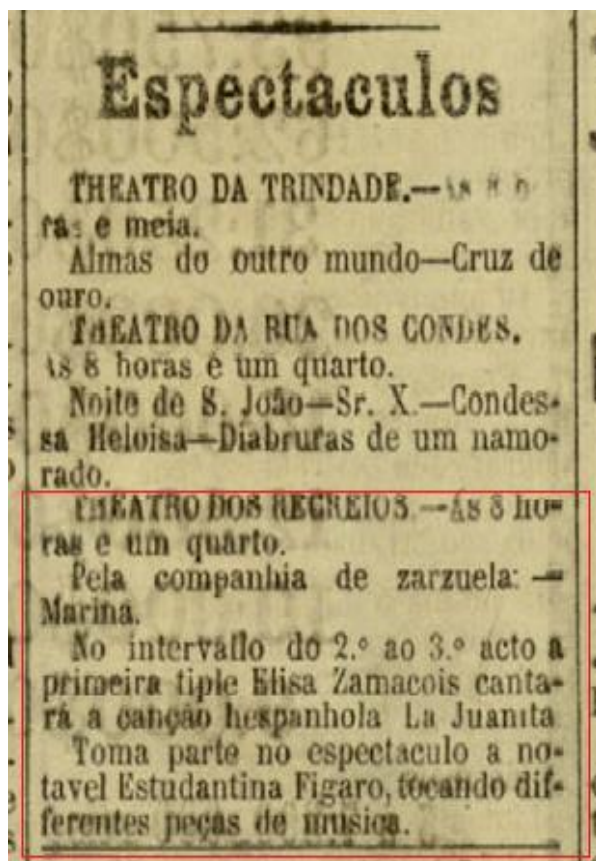 Espectaculos
THEATRO DA TRINDADE.—ás 8 ho-
ras e meia.
Almas do outro mundo—Cruz de
ouro.
THEATRO DA RUA DOS CONDES.
ás 8 horas e um quarto.
Noite de S. João—Sr. X.—Condes-
sa Heloisa—Diabruras de um namo-
rado.
THEATRO DOS RECREIOS.—Ás 8 ho-
ras e um quarto.
Pela companhia de zarzuela: —
Marina.
No intervallo do 2.º ao 3.º acto a
primeira tiple Elisa Zamacois canta-
rá a canção hespanhola La Juanita
Toma parte no espectaculo a no-
tavel Estudantina Figaro, tocando dif-
ferentes peças de musica.